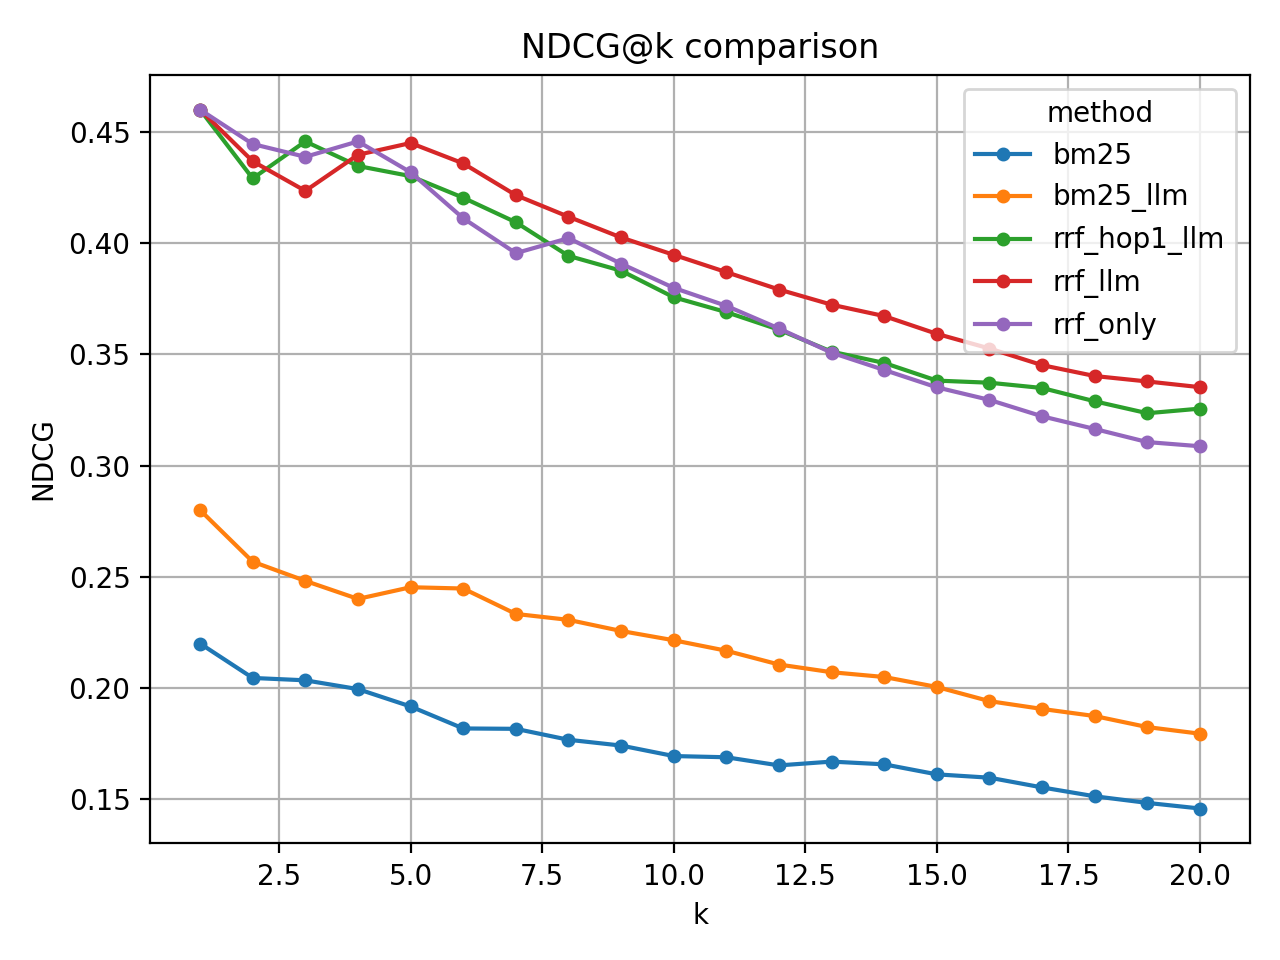 NDCG@k comparison
method
bm25
bm25_llm
rrf_hop1_llm
rrf_llm
rrf_only
NDCG
0.45
0.40
0.35
0.30
0.25
0.20
0.15
2.5 5.0 7.5 10.0 12.5 15.0 17.5 20.0
k